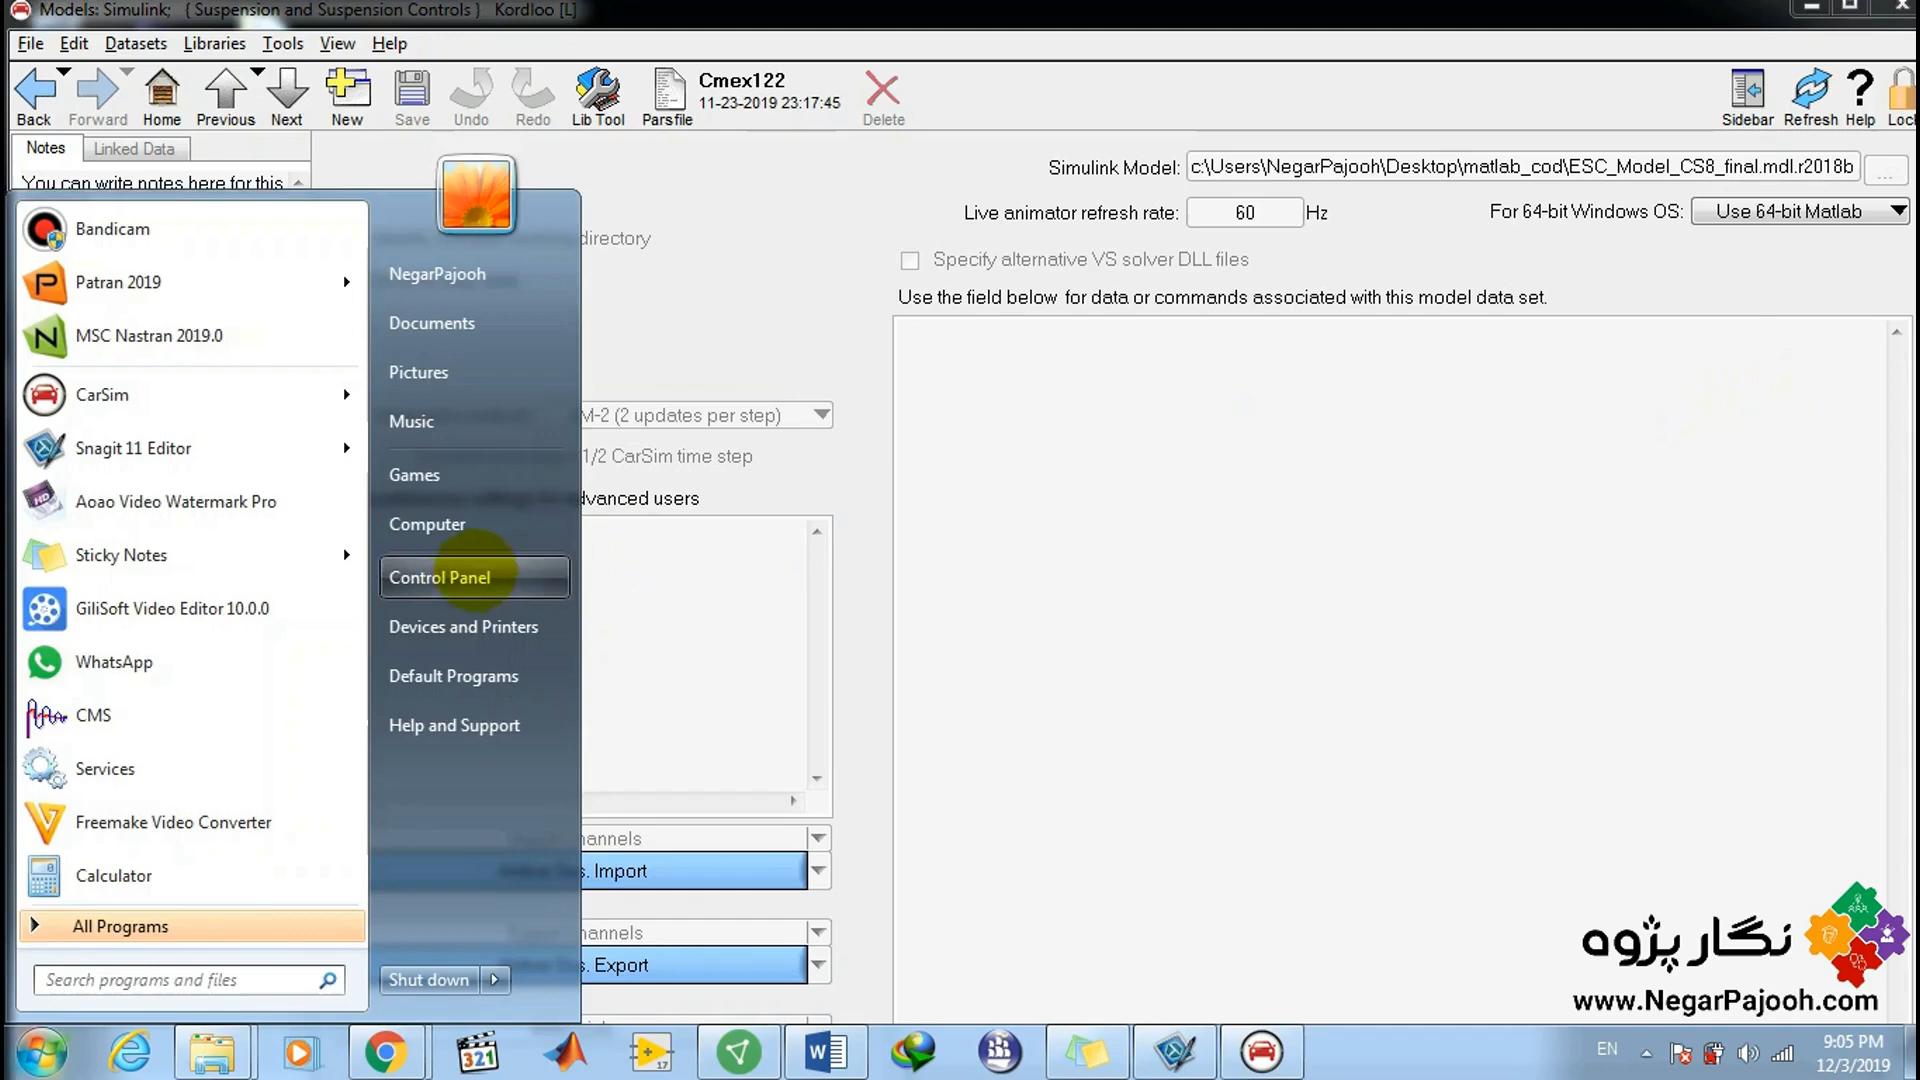 Models: Simulink;   { Suspension and Suspension Controls }   Kordloo [L]
File Edit Datasets Libraries Tools View Help
Back Forward Home Previous Next New Save Undo Redo Lib Tool Parsfile
Cmex122
11-23-2019 23:17:45
Delete
Sidebar Refresh Help Loc
Notes Linked Data
You can write notes here for this
Simulink Model: c:\Users\NegarPajooh\Desktop\matlab_cod\ESC_Model_CS8_final.mdl.r2018b ...
Live animator refresh rate: 60 Hz
For 64-bit Windows OS: Use 64-bit Matlab
directory
Specify alternative VS solver DLL files
Use the field below for data or commands associated with this model data set.
M-2 (2 updates per step)
1/2 CarSim time step
dvanced users
hannels
s. Import
hannels
s. Export
Bandicam
Patran 2019
MSC Nastran 2019.0
CarSim
Snagit 11 Editor
Aoao Video Watermark Pro
Sticky Notes
GiliSoft Video Editor 10.0.0
WhatsApp
CMS
Services
Freemake Video Converter
Calculator
All Programs
Search programs and files
NegarPajooh
Documents
Pictures
Music
Games
Computer
Control Panel
Devices and Printers
Default Programs
Help and Support
Shut down
نگار پژوه
www.NegarPajooh.com
321
17
EN
9:05 PM
12/3/2019